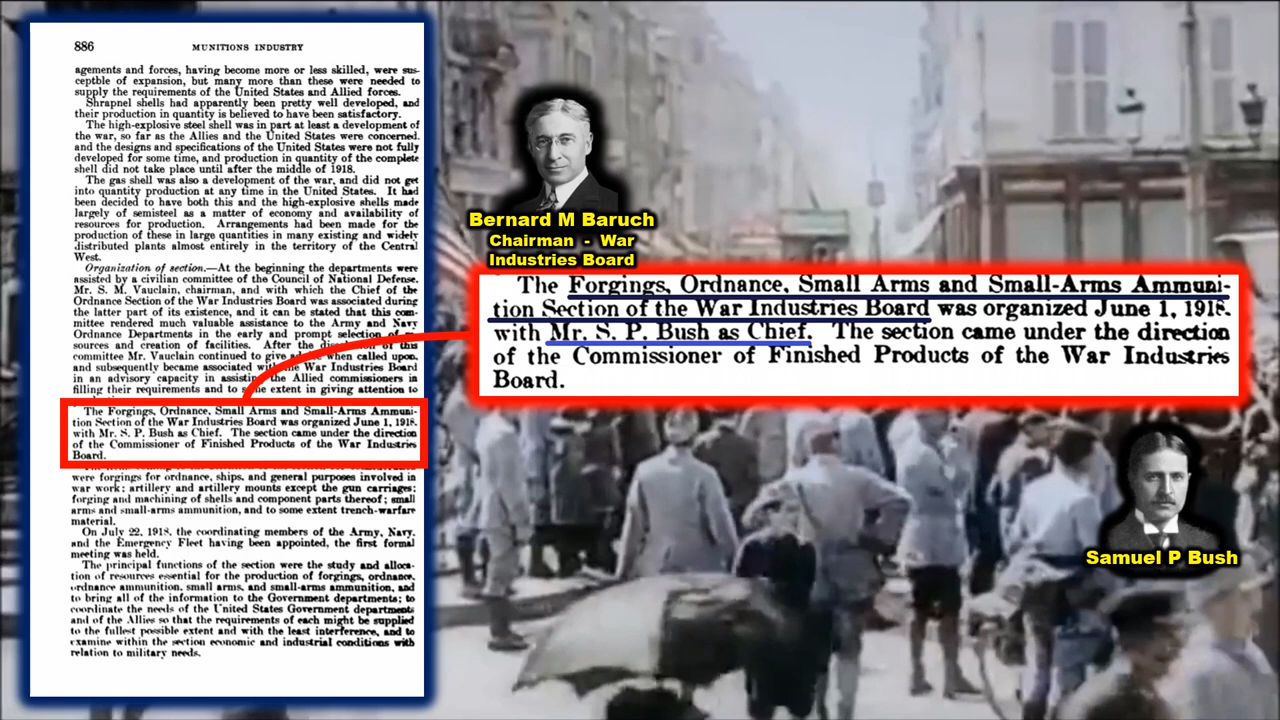 886 MUNITIONS INDUSTRY
agements and forces, having become more or less skilled, were sus-
ceptble of expansion, but many more than these were needed to
supply the requirements of the United States and Allied forces.
Shrapnel shells had apparently been pretty well developed, and
their production in quantity is believed to have been satisfactory.
The high-explosive steel shell was in part at least a development of
the war, so far as the Allies and the United States were concerned.
and the designs and specifications of the United States were not fully
developed for some time, and production in quantity of the complete
shell did not take place until after the middle of 1918.
The gas shell was also a development of the war, and did not get
into quantity production at any time in the United States. It had
been decided to have both this and the high-explosive shells made
largely of semisteel as a matter of economy and availability of
resources for production. Arrangements had been made for the
production of these in large quantities in many existing and widely
distributed plants almost entirely in the territory of the Central
West.
Organization of section.—At the beginning the departments were
assisted by a civilian committee of the Council of National Defense.
Mr. S. M. Vauclain, chairman, and with which the Chief of the
Ordnance Section of the War Industries Board was associated during
the latter part of its existence, and it can be stated that this com-
mittee rendered much valuable assistance to the Army and Navy
Ordnance Departments in the early and prompt selection of
sources and creation of facilities. After the of this
committee Mr. Vauclain continued to give when called upon,
and subsequently became associated with the War Industries Board
in an advisory capacity in assisting the Allied commissioners in
filling their requirements and to some extent in giving attention to
The Forgings, Ordnance, Small Arms and Small-Arms Ammuni-
tion Section of the War Industries Board was organized June 1, 1918.
with Mr. S. P. Bush as Chief. The section came under the direction
of the Commissioner of Finished Products of the War Industries
Board.
were forgings for ordnance, ships, and general purposes involved in
war work; artillery and artillery mounts except the gun carriages;
forging and machining of shells and component parts thereof; small
arms and small-arms ammunition, and to some extent trench-warfare
material.
On July 22, 1918, the coordinating members of the Army, Navy,
and the Emergency Fleet having been appointed, the first formal
meeting was held.
The principal functions of the section were the study and alloca-
tion of resources essential for the production of forgings, ordnance,
ordnance ammunition, small arms, and small-arms ammunition, and
to bring all of the information to the Government departments; to
coordinate the needs of the United States Government departments
and of the Allies so that the requirements of each might be supplied
to the fullest possible extent and with the least interference, and to
examine within the section economic and industrial conditions with
relation to military needs.
Bernard M Baruch
Chairman - War
Industries Board
The Forgings, Ordnance, Small Arms and Small-Arms Ammuni-
tion Section of the War Industries Board was organized June 1, 1918.
with Mr. S. P. Bush as Chief. The section came under the direction
of the Commissioner of Finished Products of the War Industries
Board.
Samuel P Bush